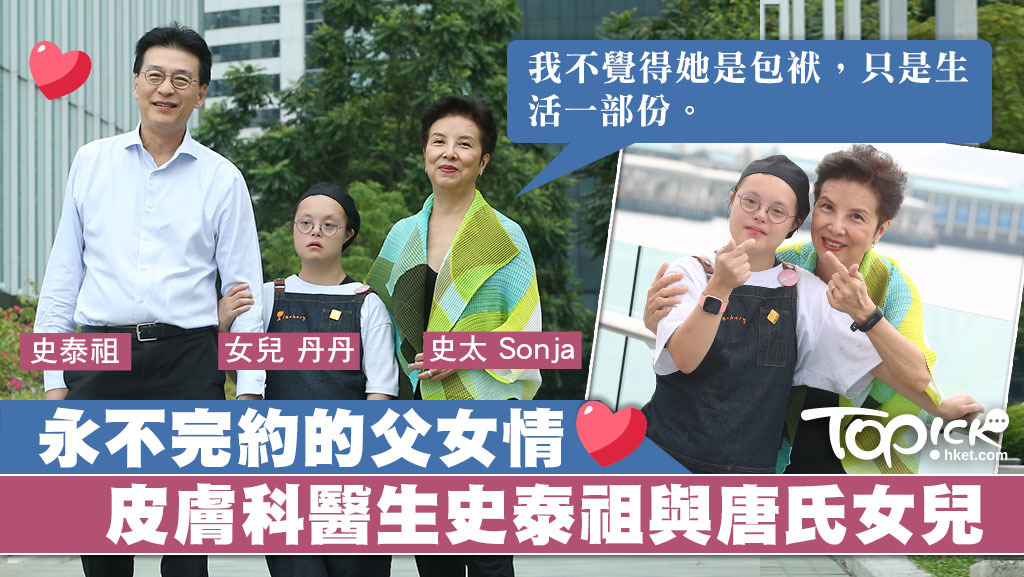 我不覺得她是包袱，只是生
活一部份。
史泰祖
女兒 丹丹
史太 Sonja
永不完約的父女情
TOPick
hket.com
皮膚科醫生史泰祖與唐氏女兒